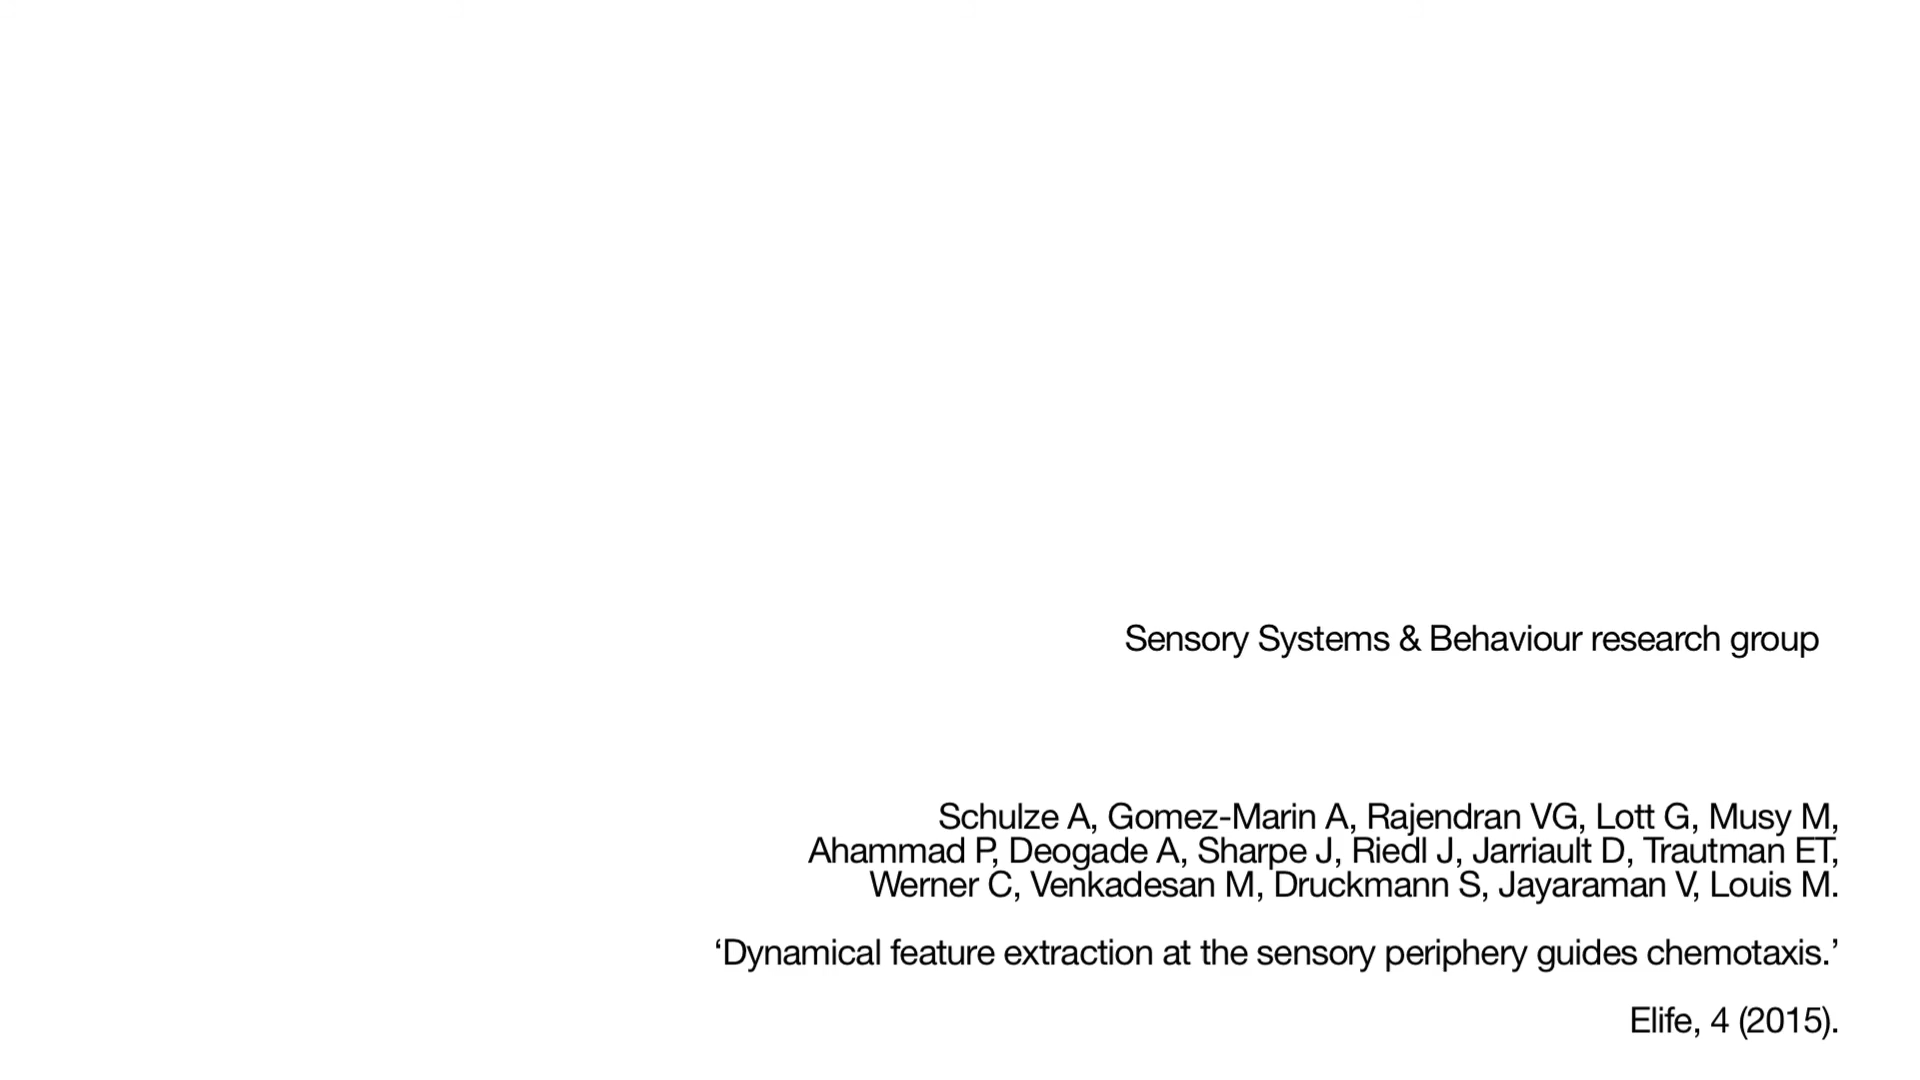 Sensory Systems & Behaviour research group
Schulze A, Gomez-Marin A, Rajendran VG, Lott G, Musy M,
Ahammad P, Deogade A, Sharpe J, Riedl J, Jarriault D, Trautman ET,
Werner C, Venkadesan M, Druckmann S, Jayaraman V, Louis M.
‘Dynamical feature extraction at the sensory periphery guides chemotaxis.’
Elife, 4 (2015).